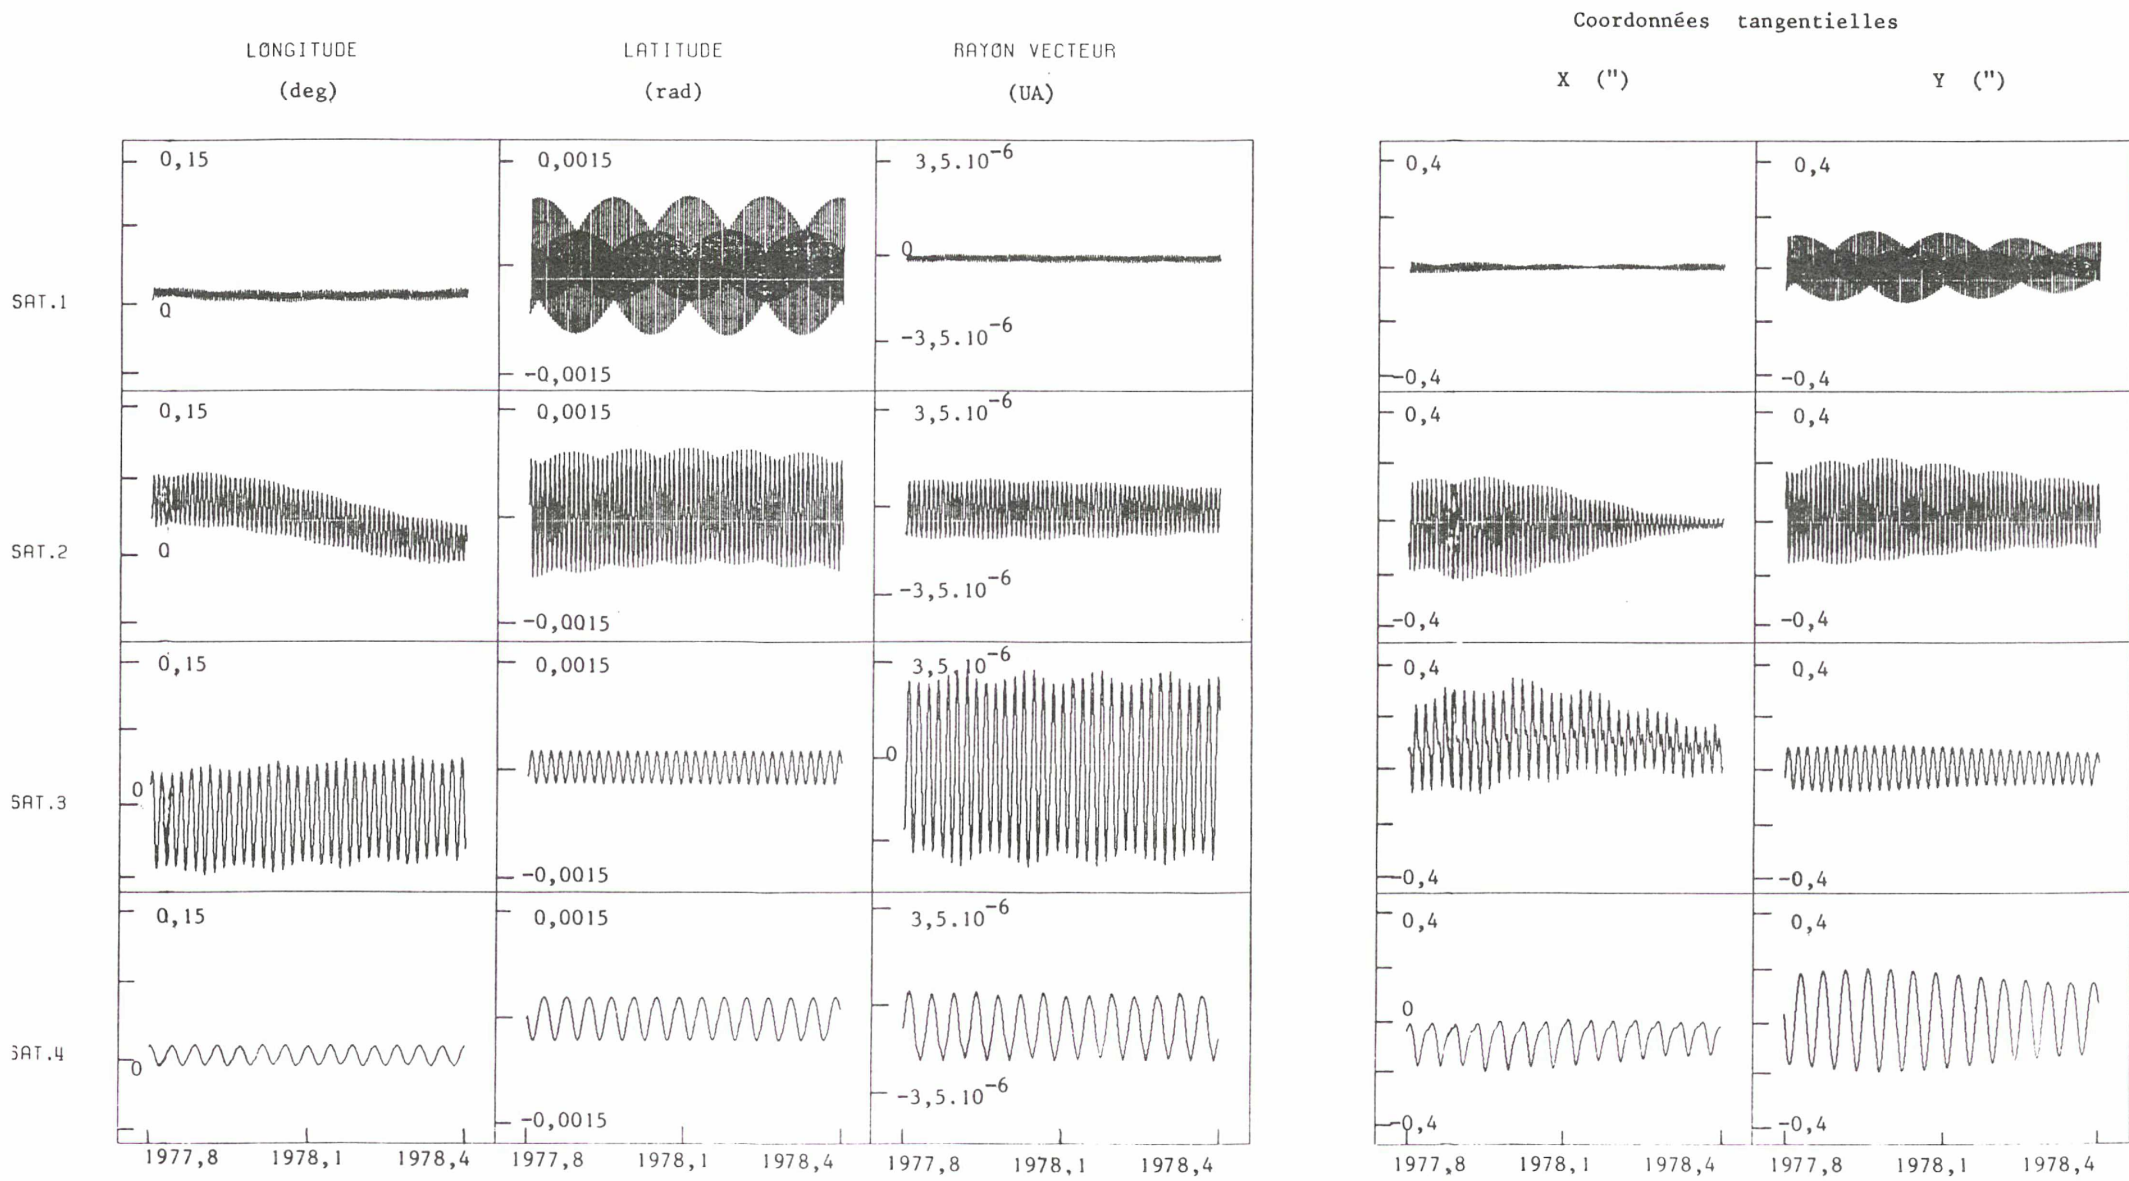 Coordonnées tangentielles
LONGITUDE LATITUDE RAYON VECTEUR
(deg) (rad) (UA) X (") Y (")
0,15 0,0015 3,5.10-6 0,4 0,4
0
SAT.1 0
-3,5.10-6
-0,0015 -0,4 -0,4
0,15 0,0015 3,5.10-6 0,4 0,4
SAT.2 0
-3,5.10-6
-0,0015 -0,4 -0,4
0,15 0,0015 3,5.10-6 0,4 0,4
0
SAT.3 0
-0,0015 -0,4 -0,4
0,15 0,0015 3,5.10-6 0,4 0,4
0
SAT.4 0
-3,5.10-6
-0,0015 -0,4 -0,4
1977,8 1978,1 1978,4 1977,8 1978,1 1978,4 1977,8 1978,1 1978,4 1977,8 1978,1 1978,4 1977,8 1978,1 1978,4